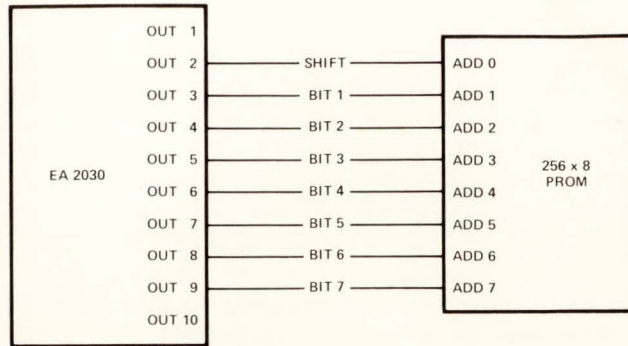 OUT 1
OUT 2 SHIFT ADD 0
OUT 3 BIT 1 ADD 1
OUT 4 BIT 2 ADD 2
OUT 5 BIT 3 ADD 3
EA 2030
256 x 8
PROM
OUT 6 BIT 4 ADD 4
OUT 7 BIT 5 ADD 5
OUT 8 BIT 6 ADD 6
OUT 9 BIT 7 ADD 7
OUT 10